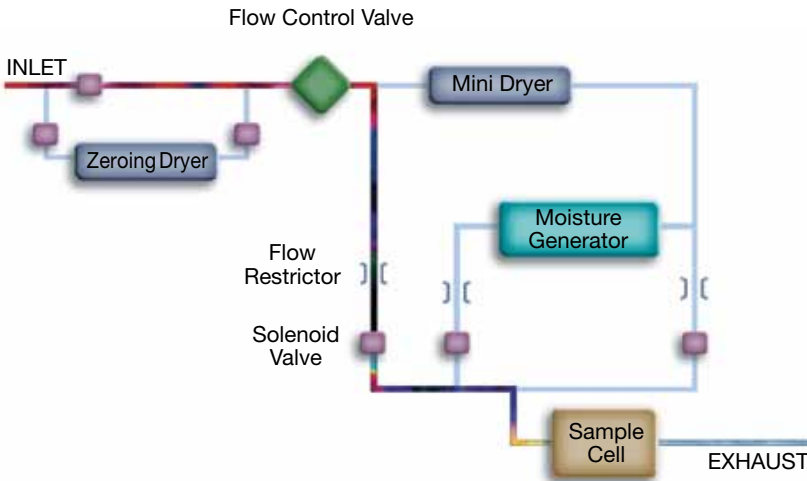 Flow Control Valve
INLET
Mini Dryer
Zeroing Dryer
Moisture
Generator
Flow
Restrictor
Solenoid
Valve
Sample
Cell
EXHAUST